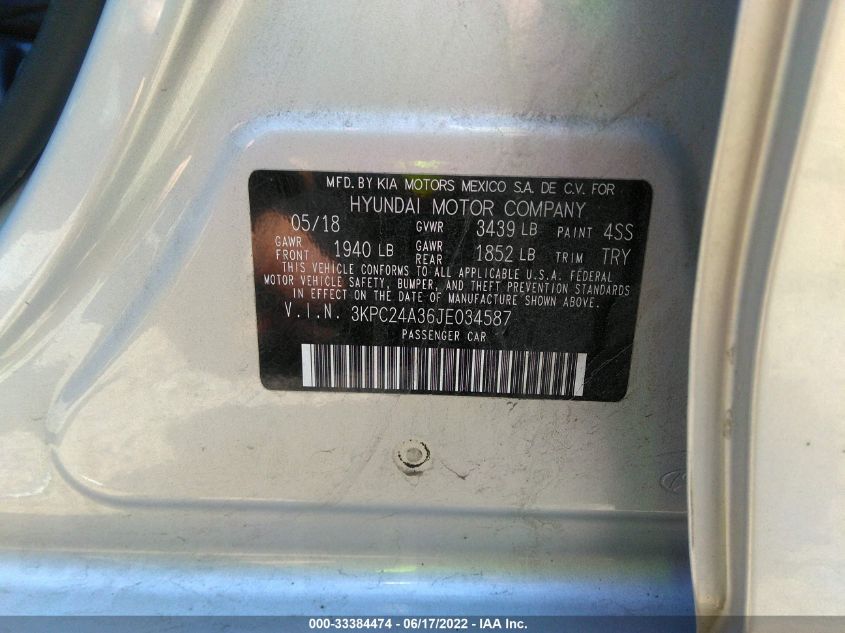 MFD. BY KIA MOTORS MEXICO S.A. DE C.V. FOR
HYUNDAI MOTOR COMPANY
05/18 GVWR 3439 LB PAINT 4SS
GAWR FRONT 1940 LB GAWR REAR 1852 LB TRIM TRY
THIS VEHICLE CONFORMS TO ALL APPLICABLE U.S.A. FEDERAL
MOTOR VEHICLE SAFETY, BUMPER, AND THEFT PREVENTION STANDARDS
IN EFFECT ON THE DATE OF MANUFACTURE SHOWN ABOVE.
V.I.N. 3KPC24A36JE034587
PASSENGER CAR
000-33384474 - 06/17/2022 - IAA Inc.